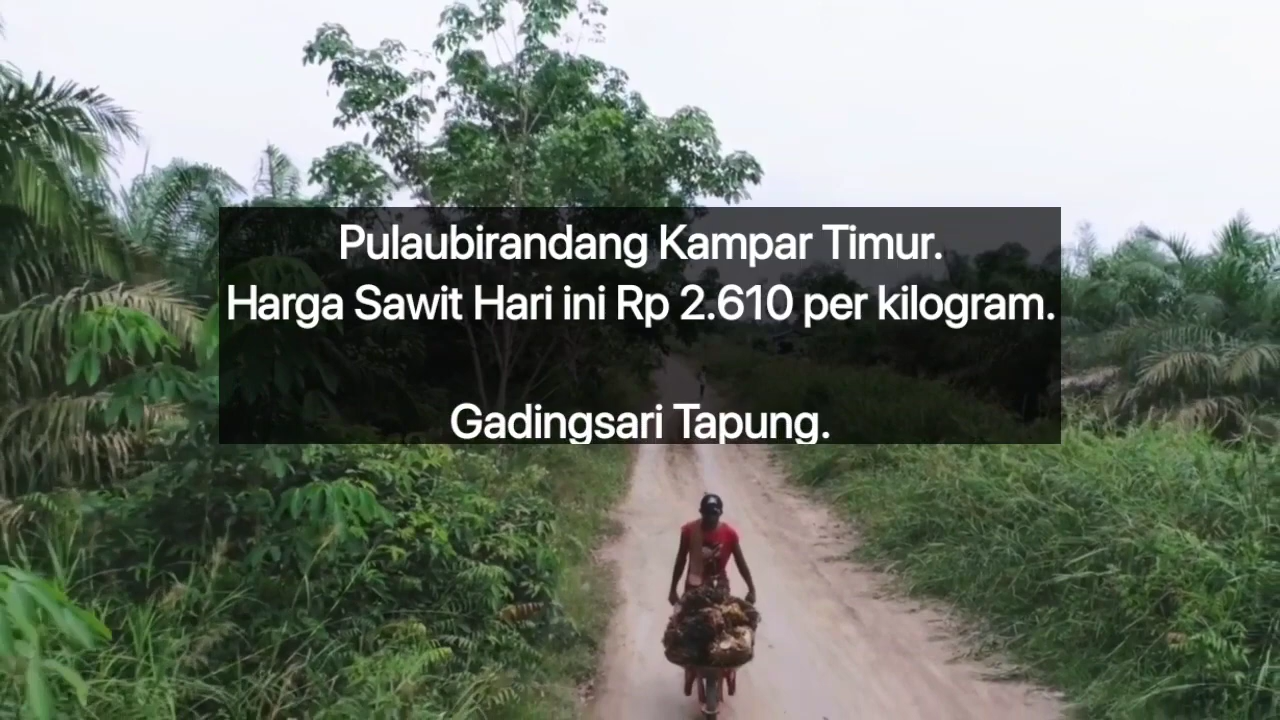 Pulaubirandang Kampar Timur.
Harga Sawit Hari ini Rp 2.610 per kilogram.
Gadingsari Tapung.